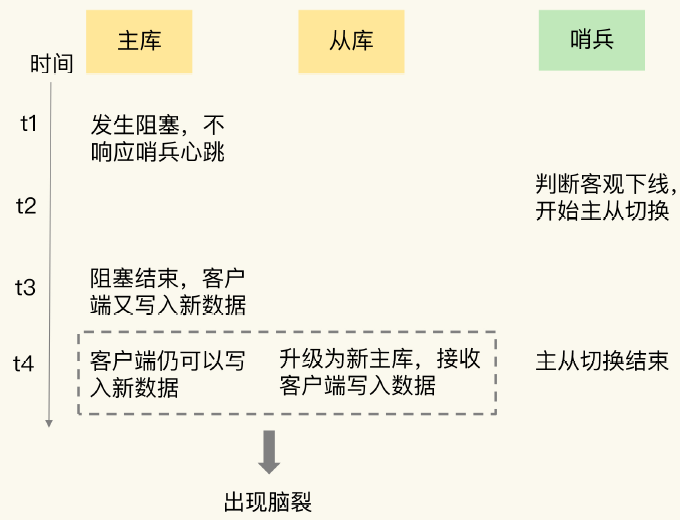 主库
从库
哨兵
时间
t1
发生阻塞，不
响应哨兵心跳
t2
判断客观下线，
开始主从切换
t3
阻塞结束，客户
端又写入新数据
t4
客户端仍可以写
入新数据
升级为新主库，接收
客户端写入数据
主从切换结束
出现脑裂